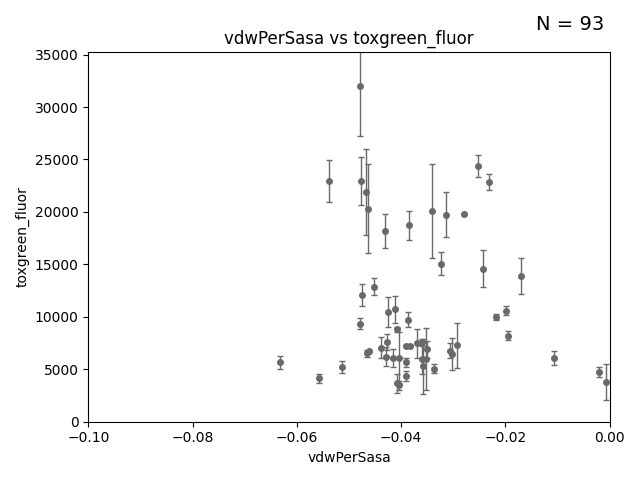 N = 93
vdwPerSasa vs toxgreen_fluor
35000
30000
25000
20000
15000
10000
5000
0
toxgreen_fluor
−0.10 −0.08 −0.06 −0.04 −0.02 0.00
vdwPerSasa